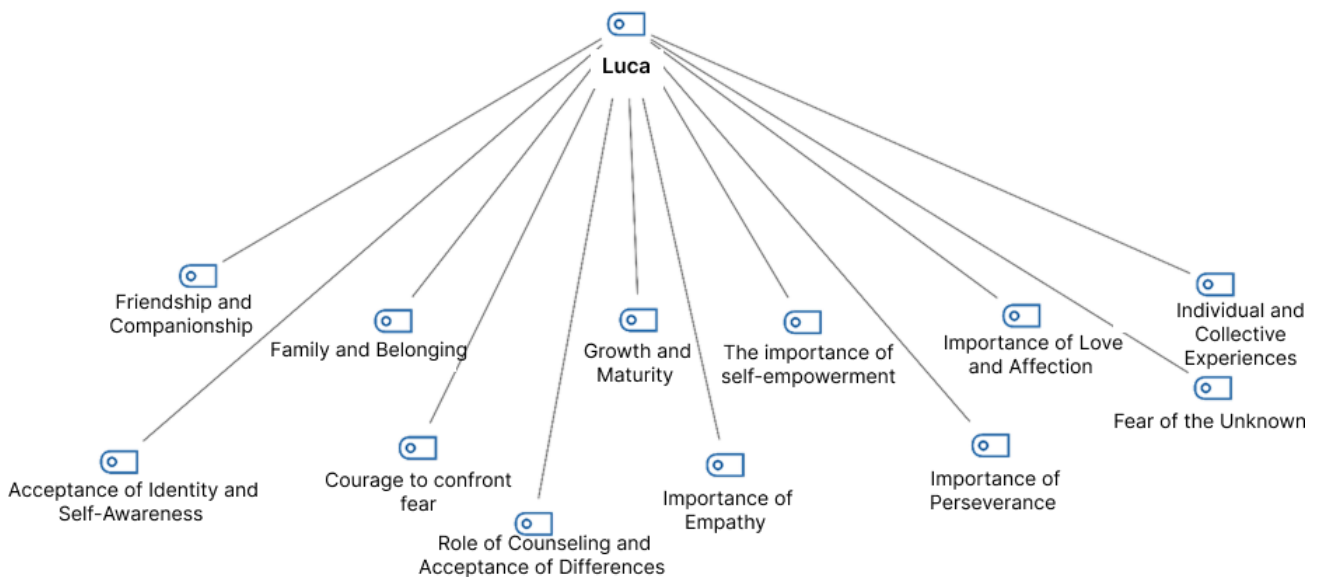 Luca
Friendship and
Companionship
Family and Belonging
Growth and
Maturity
The importance of
self-empowerment
Importance of Love
and Affection
Individual and
Collective
Experiences
Fear of the Unknown
Acceptance of Identity and
Self-Awareness
Courage to confront
fear
Role of Counseling and
Acceptance of Differences
Importance of
Empathy
Importance of
Perseverance